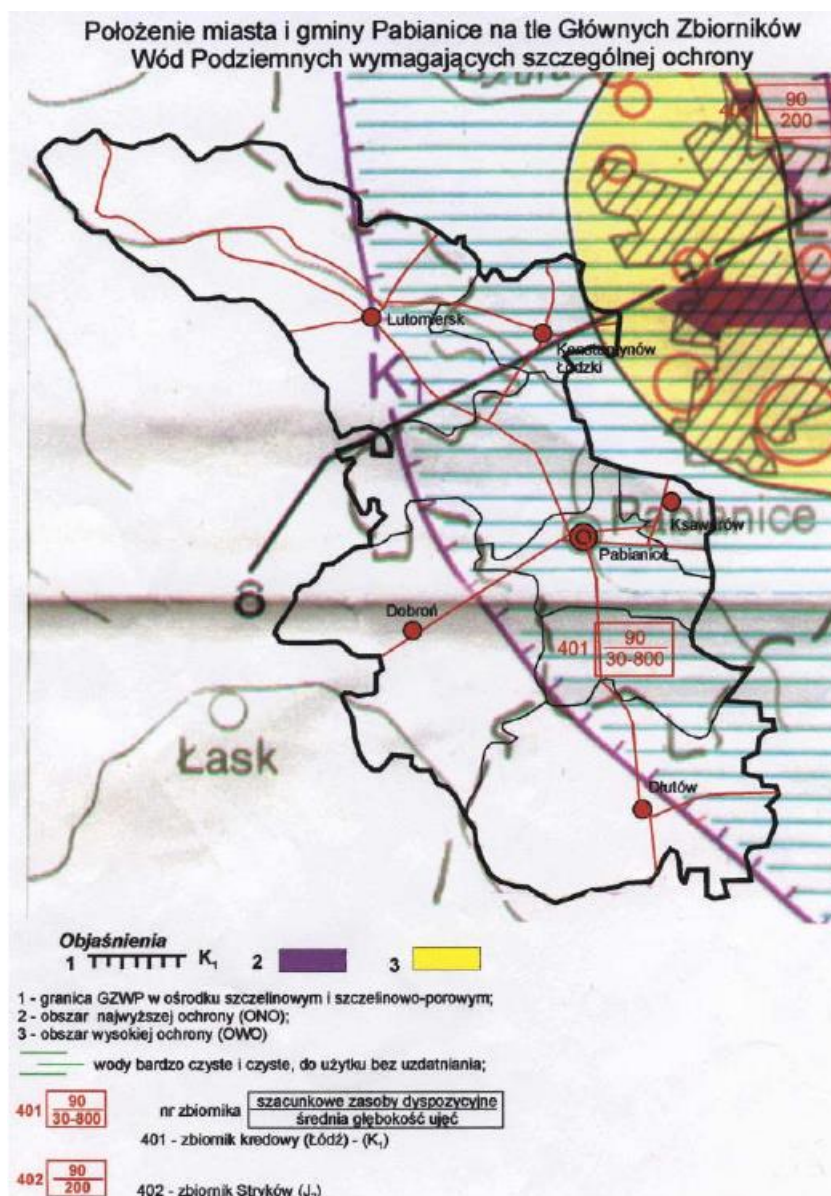 Położenie miasta i gminy Pabianice na tle Głównych Zbiorników
Wód Podziemnych wymagających szczególnej ochrony
90
200
Lutomiersk
Konstantynów
Łódzki
K1
Pabianice
Ksawerów
Pabianice
Dobroń
401 90
30-800
Łask
Dłutów
Objaśnienia
1 K1 2 3
1 - granica GZWP w ośrodku szczelinowym i szczelinowo-porowym;
2 - obszar najwyższej ochrony (ONO);
3 - obszar wysokiej ochrony (OWO)
wody bardzo czyste i czyste, do użytku bez uzdatniania;
401 90 nr zbiornika szacunkowe zasoby dyspozycyjne
30-800 średnia głębokość ujęć
401 - zbiornik kredowy (Łódź) - (K1)
402 90
200 402 - zbiornik Stryków